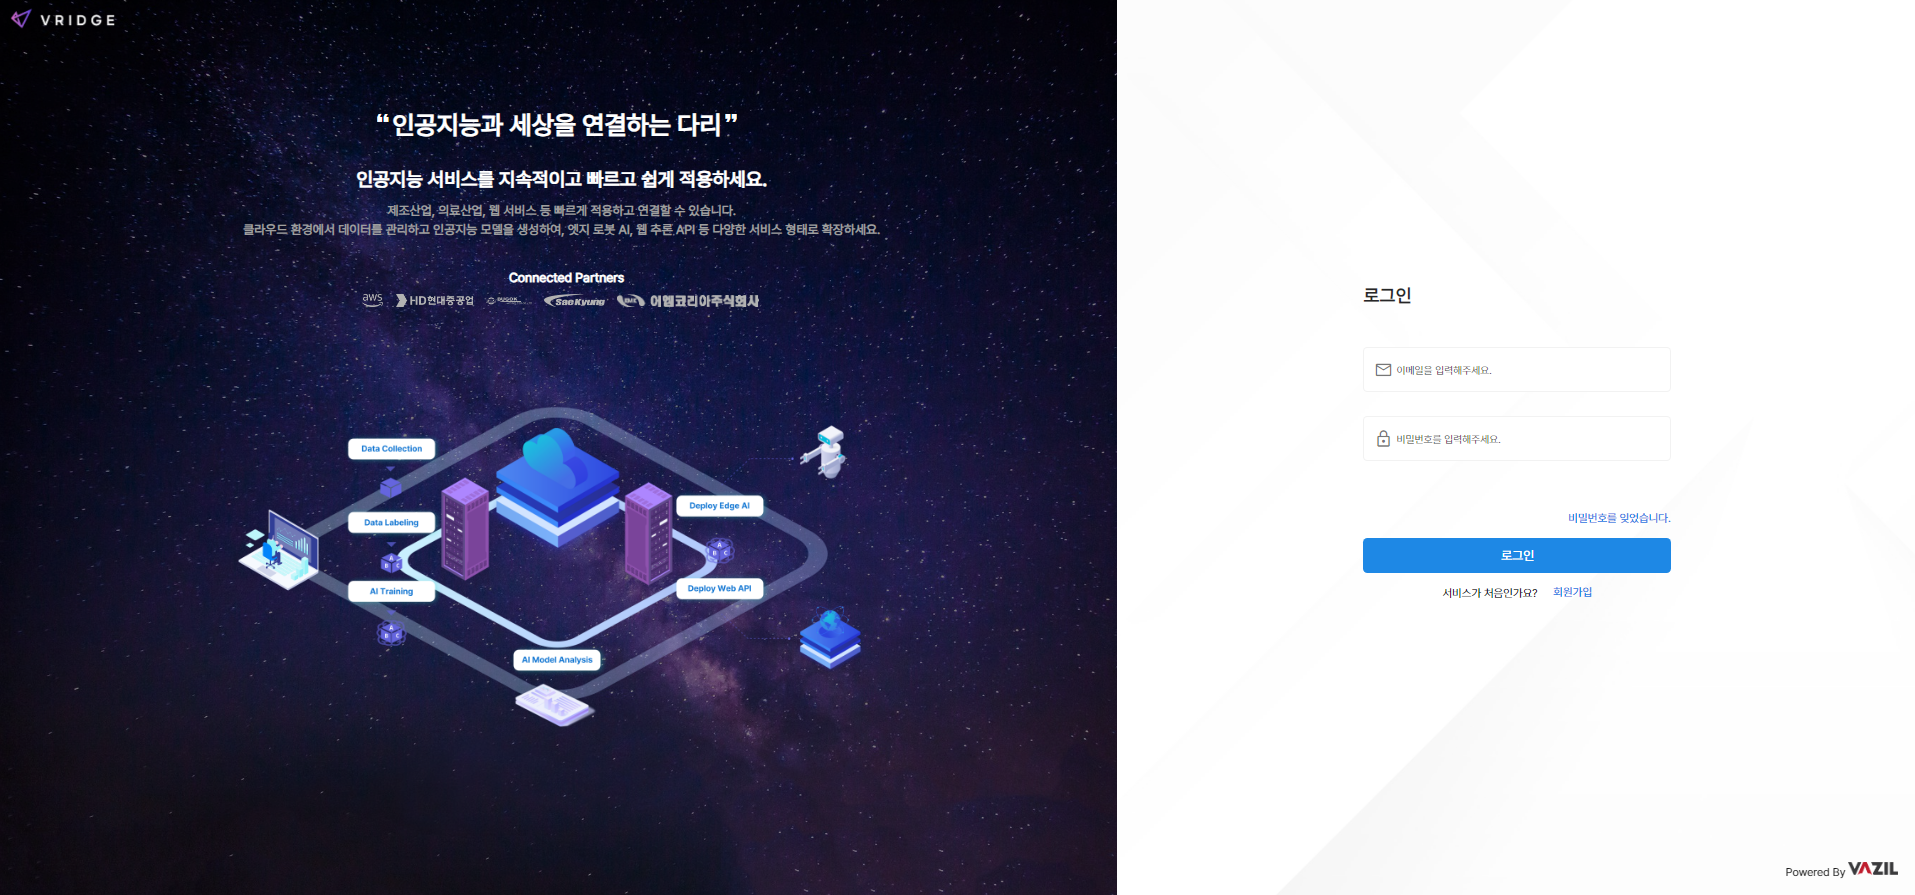 VRIDGE
“인공지능과 세상을 연결하는 다리”
인공지능 서비스를 지속적이고 빠르고 쉽게 적용하세요.
제조산업, 의료산업, 웹 서비스 등 빠르게 적용하고 연결할 수 있습니다.
클라우드 환경에서 데이터를 관리하고 인공지능 모델을 생성하여, 엣지 로봇 AI, 웹 추론 API 등 다양한 서비스 형태로 확장하세요.
Connected Partners
aws HD현대중공업 SaeKyung 이엠코리아주식회사
Data Collection
Deploy Edge AI
Data Labeling
A
B C
A
B C
AI Training
Deploy Web API
A
B C
AI Model Analysis
로그인
이메일을 입력해주세요.
비밀번호를 입력해주세요.
비밀번호를 잊었습니다.
로그인
서비스가 처음인가요? 회원가입
Powered By VAZIL